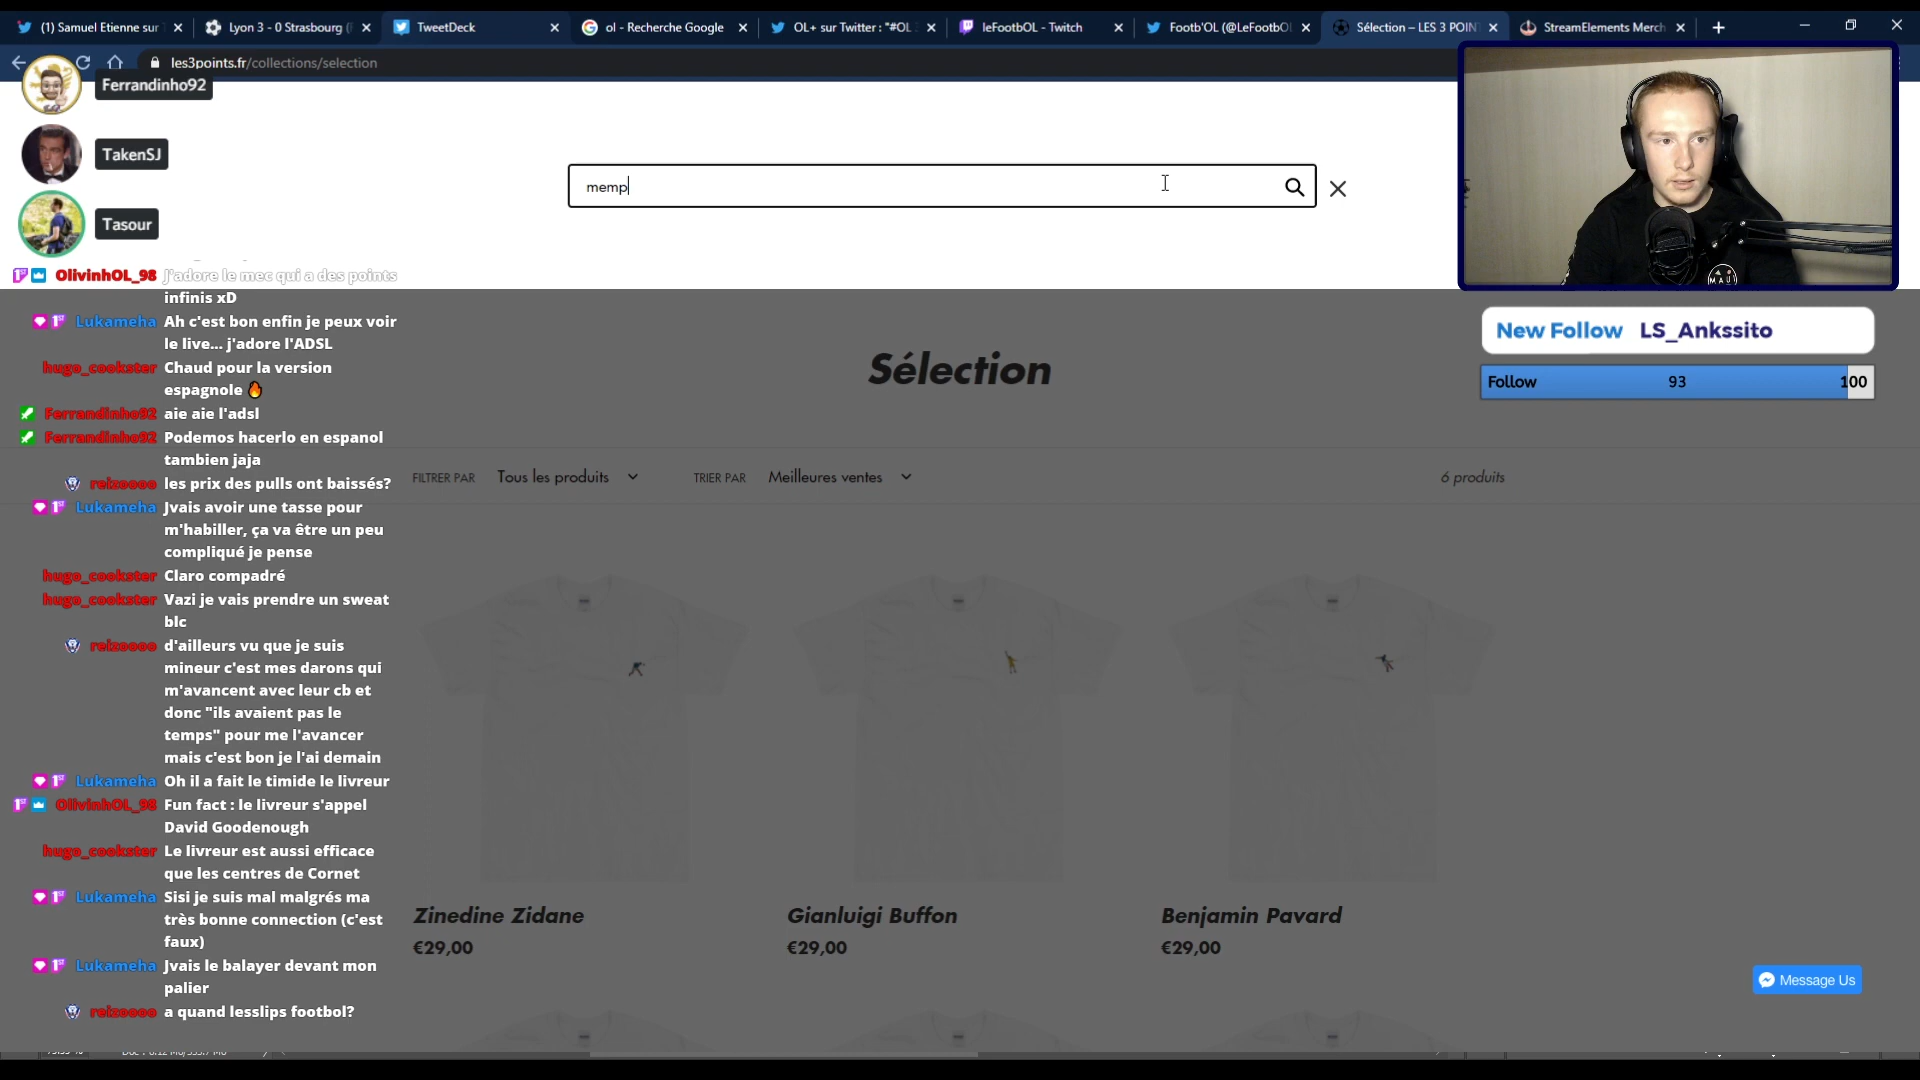 (1) Samuel Etienne sur
Lyon 3 - 0 Strasbourg (
TweetDeck
ol - Recherche Google
OL+ sur Twitter : "#OL
leFootbOL - Twitch
Footb'OL (@LeFootbOl
Sélection – LES 3 POIN
StreamElements Merch
les3points.fr/collections/selection
Ferrandinho92
TakenSJ
Tasour
memp
New Follow LS_Ankssito
Follow 93 100
OlivinhOL_98 J'adore le mec qui a des points
infinis xD
Lukameha Ah c'est bon enfin je peux voir
le live... j'adore l'ADSL
hugo_cookster Chaud pour la version
espagnole 🔥
Ferrandinho92 aie aie l'adsl
Ferrandinho92 Podemos hacerlo en espanol
tambien jaja
reizoooo les prix des pulls ont baissés?
Lukameha Jvais avoir une tasse pour
m'habiller, ça va être un peu
compliqué je pense
hugo_cookster Claro compadré
hugo_cookster Vazi je vais prendre un sweat
blc
reizoooo d'ailleurs vu que je suis
mineur c'est mes darons qui
m'avancent avec leur cb et
donc "ils avaient pas le
temps" pour me l'avancer
mais c'est bon je l'ai demain
Lukameha Oh il a fait le timide le livreur
OlivinhOL_98 Fun fact : le livreur s'appel
David Goodenough
hugo_cookster Le livreur est aussi efficace
que les centres de Cornet
Lukameha Sisi je suis mal malgrés ma
très bonne connection (c'est
faux)
Lukameha Jvais le balayer devant mon
palier
reizoooo a quand lesslips footbol?
Sélection
FILTRER PAR Tous les produits
TRIER PAR Meilleures ventes
6 produits
Zinedine Zidane
€29,00
Gianluigi Buffon
€29,00
Benjamin Pavard
€29,00
Message Us
MAUI